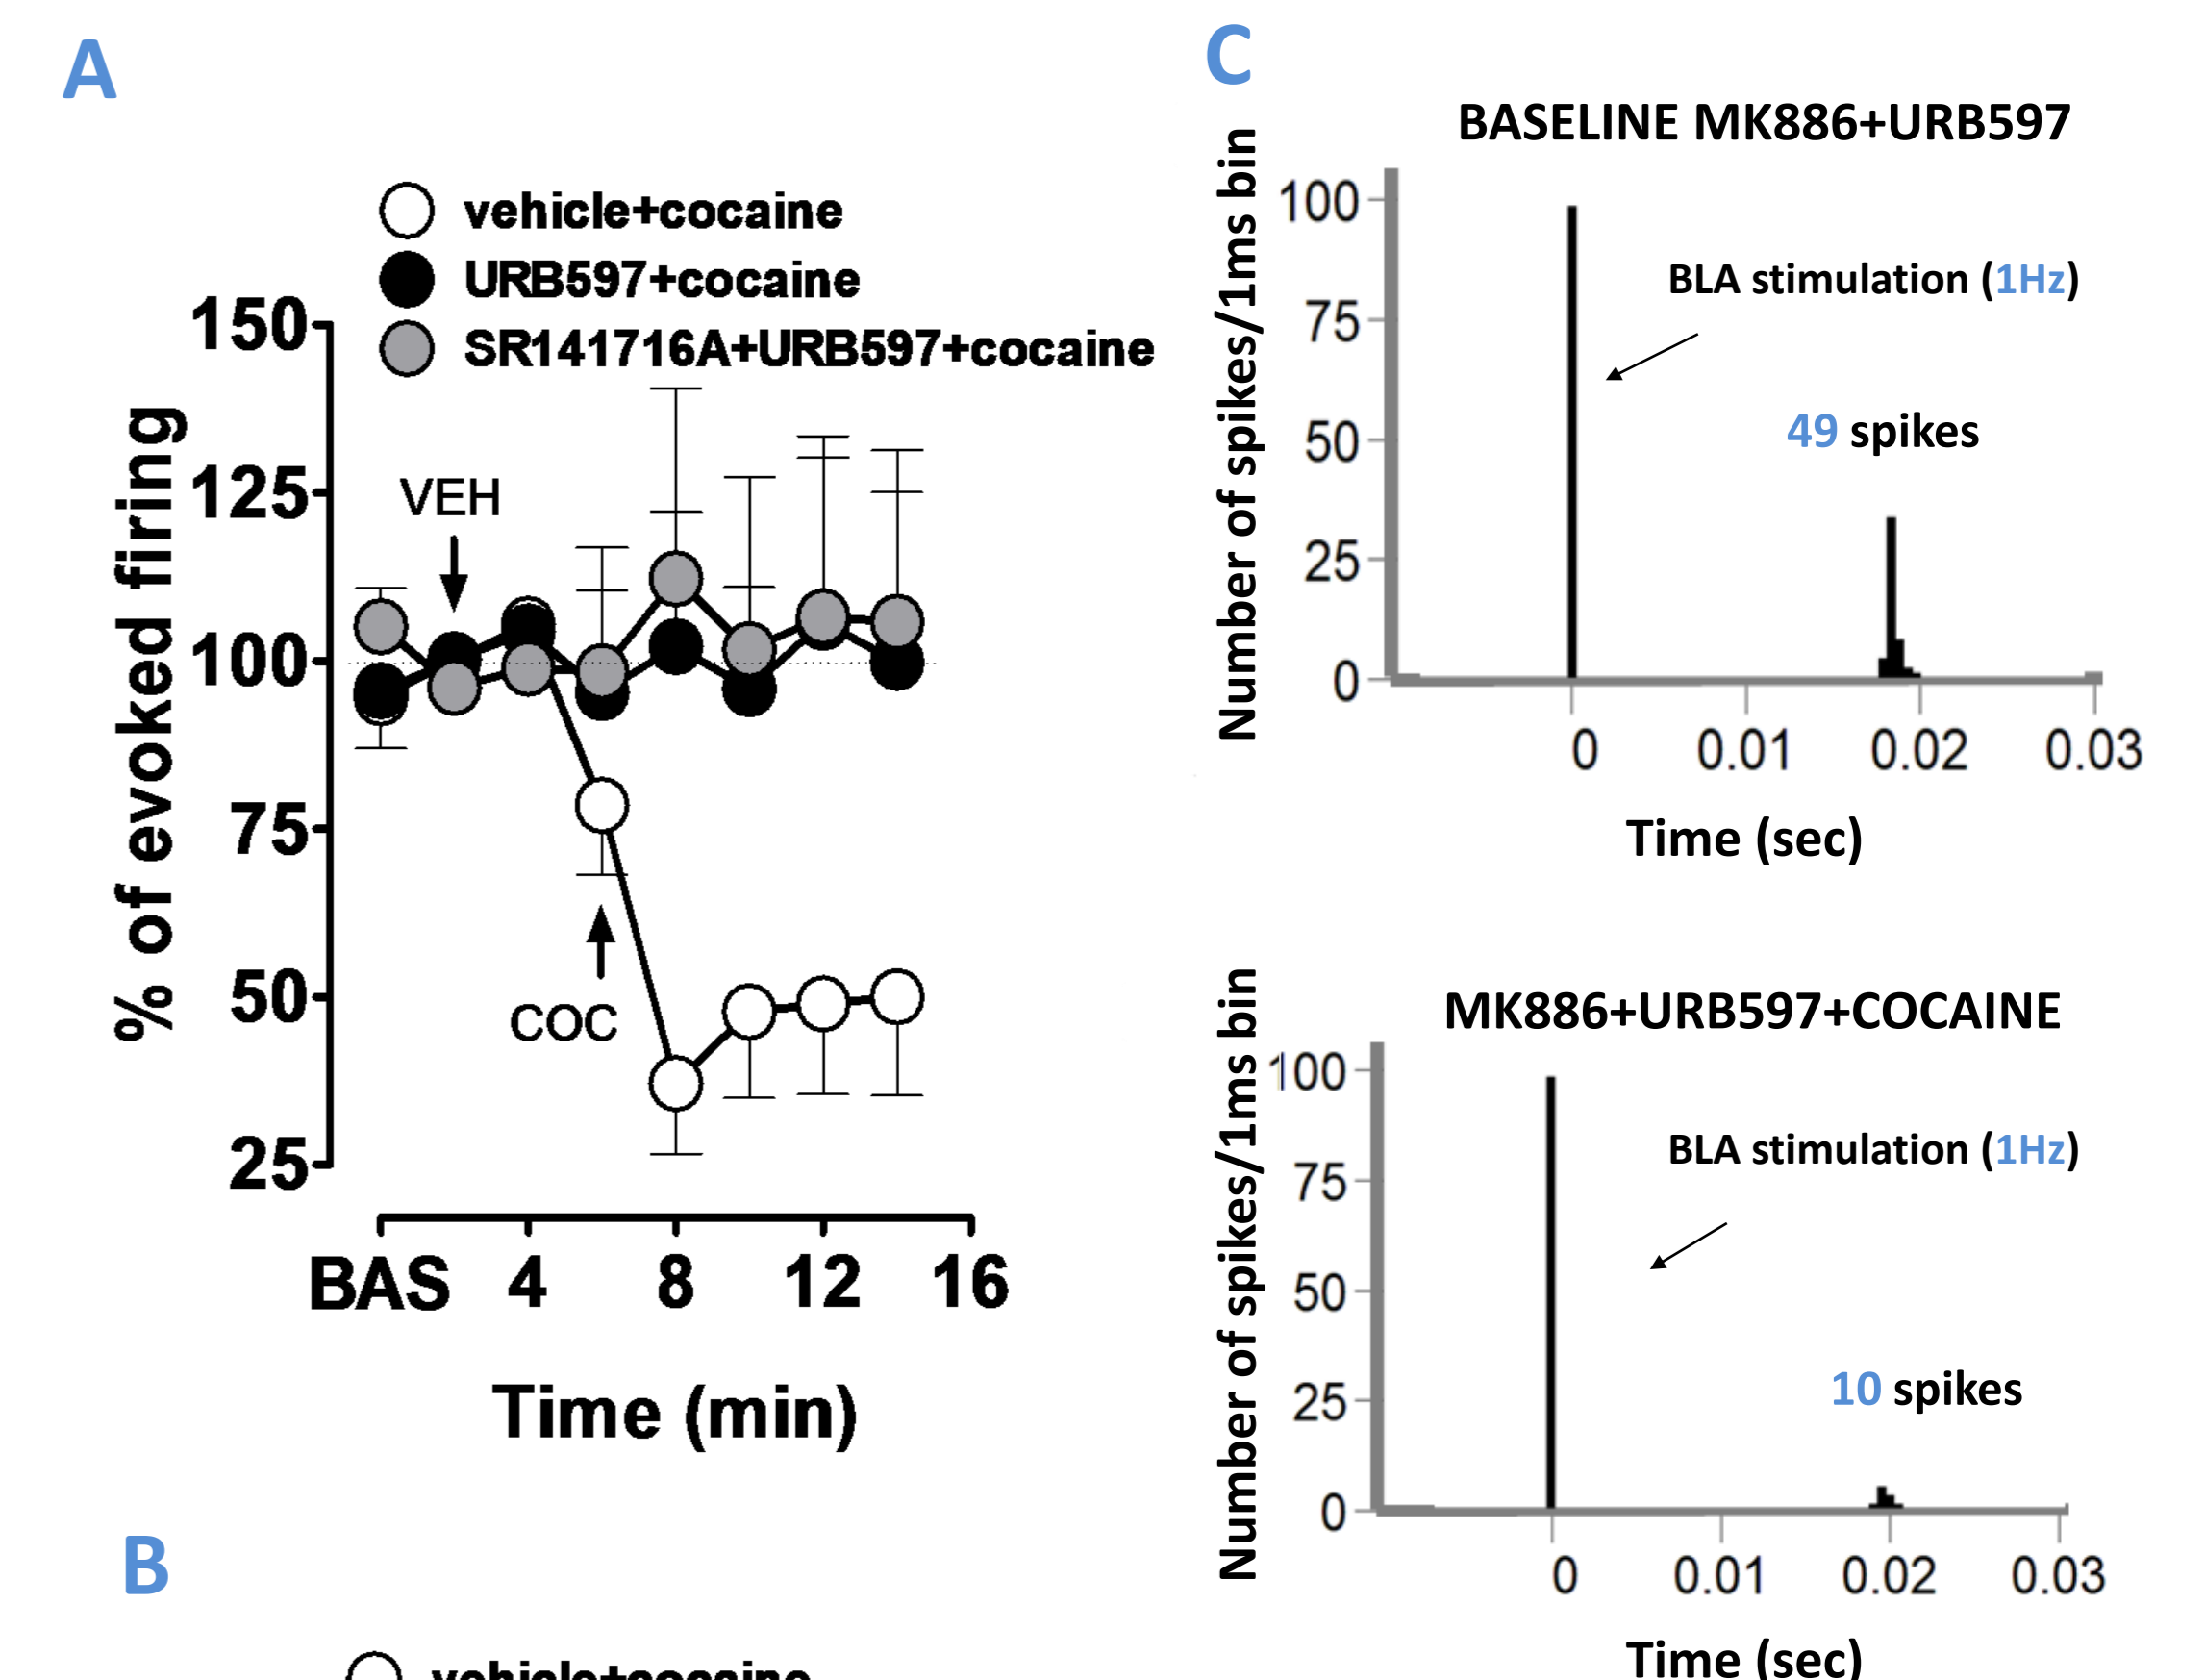 A
vehicle+cocaine
URB597+cocaine
SR141716A+URB597+cocaine
% of evoked firing
150
125
100
75
50
25
VEH
COC
BAS 4 8 12 16
Time (min)
B
vehicle+cocaine
C
BASELINE MK886+URB597
Number of spikes/1ms bin
100
75
50
25
0
BLA stimulation (1Hz)
49 spikes
0 0.01 0.02 0.03
Time (sec)
MK886+URB597+COCAINE
Number of spikes/1ms bin
100
75
50
25
0
BLA stimulation (1Hz)
10 spikes
0 0.01 0.02 0.03
Time (sec)